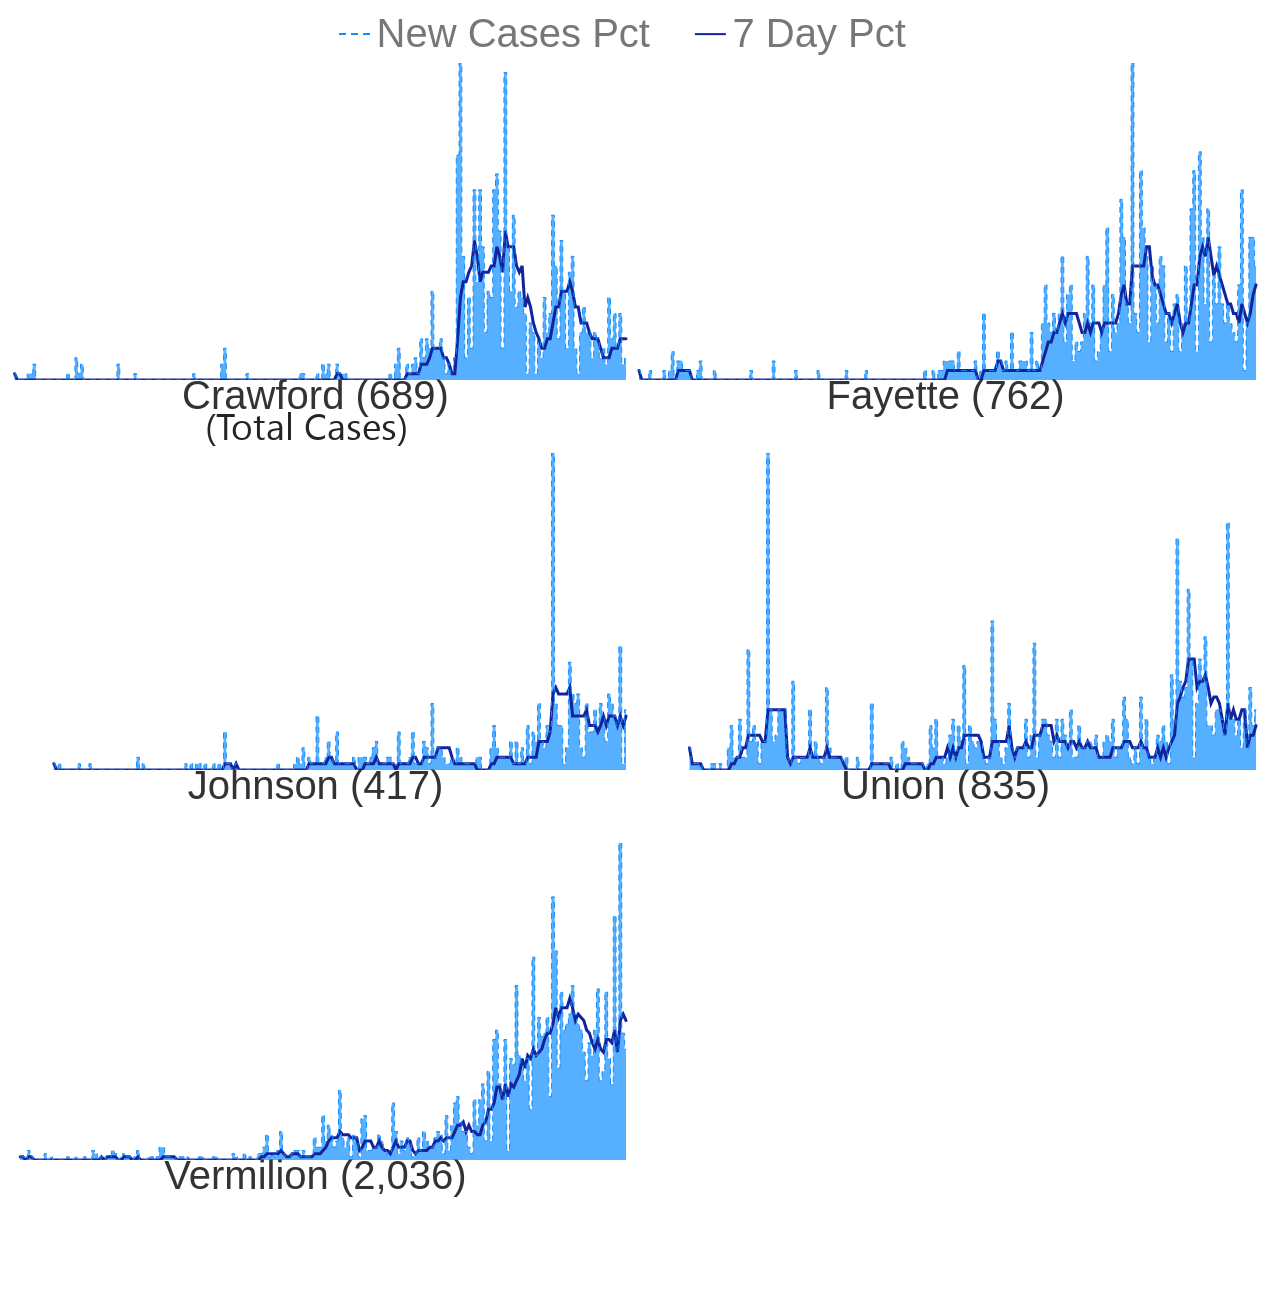 New Cases Pct 7 Day Pct
Crawford (689) Fayette (762)
(Total Cases)
Johnson (417) Union (835)
Vermilion (2,036)